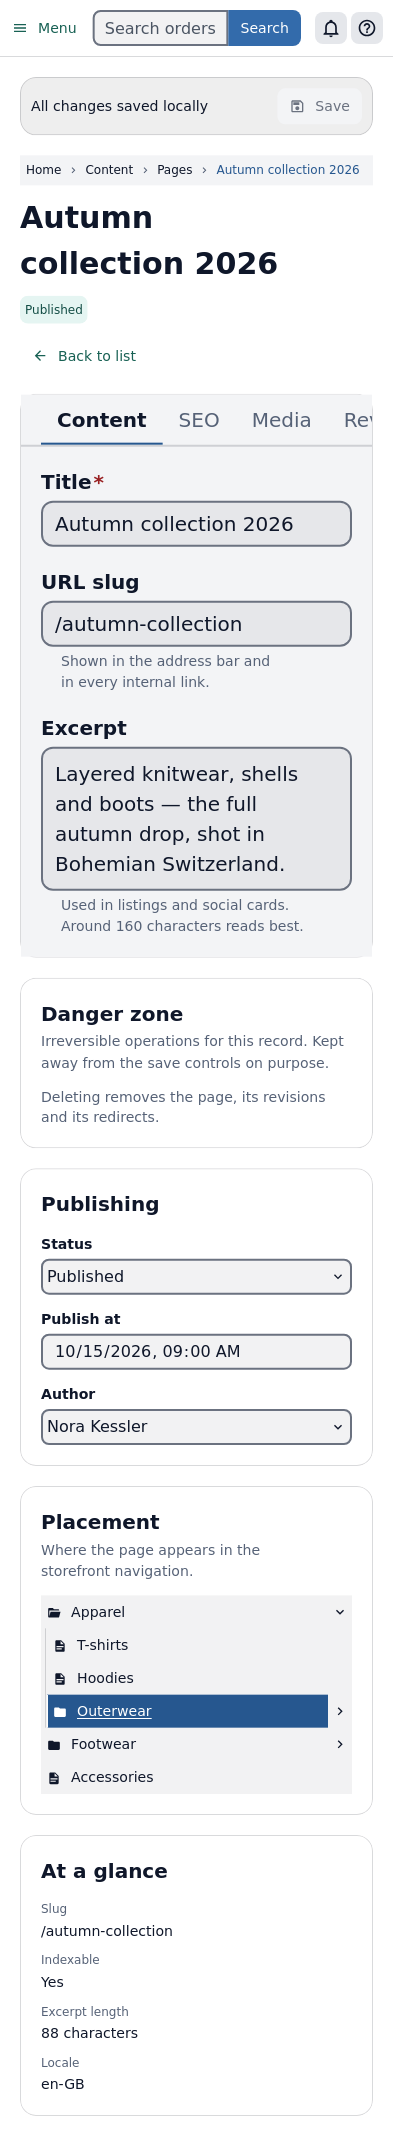 Menu
Search orders
Search
All changes saved locally
Save
Home › Content › Pages › Autumn collection 2026
Autumn
collection 2026
Published
Back to list
Content SEO Media Rev
Title*
Autumn collection 2026
URL slug
/autumn-collection
Shown in the address bar and
in every internal link.
Excerpt
Layered knitwear, shells
and boots — the full
autumn drop, shot in
Bohemian Switzerland.
Used in listings and social cards.
Around 160 characters reads best.
Danger zone
Irreversible operations for this record. Kept
away from the save controls on purpose.
Deleting removes the page, its revisions
and its redirects.
Publishing
Status
Published
Publish at
10/15/2026, 09:00 AM
Author
Nora Kessler
Placement
Where the page appears in the
storefront navigation.
Apparel
T-shirts
Hoodies
Outerwear
Footwear
Accessories
At a glance
Slug
/autumn-collection
Indexable
Yes
Excerpt length
88 characters
Locale
en-GB